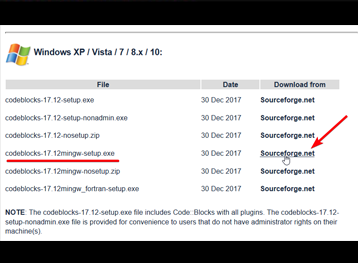 Windows XP / Vista / 7 / 8.x / 10:
File Date Download from
codeblocks-17.12-setup.exe 30 Dec 2017 Sourceforge.net
codeblocks-17.12-setup-nonadmin.exe 30 Dec 2017 Sourceforge.net
codeblocks-17.12-nosetup.zip 30 Dec 2017 Sourceforge.net
codeblocks-17.12mingw-setup.exe 30 Dec 2017 Sourceforge.net
codeblocks-17.12mingw-nosetup.zip 30 Dec 2017 Sourceforge.net
codeblocks-17.12mingw_fortran-setup.exe 30 Dec 2017 Sourceforge.net
NOTE: The codeblocks-17.12-setup.exe file includes Code::Blocks with all plugins. The codeblocks-17.12-
setup-nonadmin.exe file is provided for convenience to users that do not have administrator rights on their
machine(s).